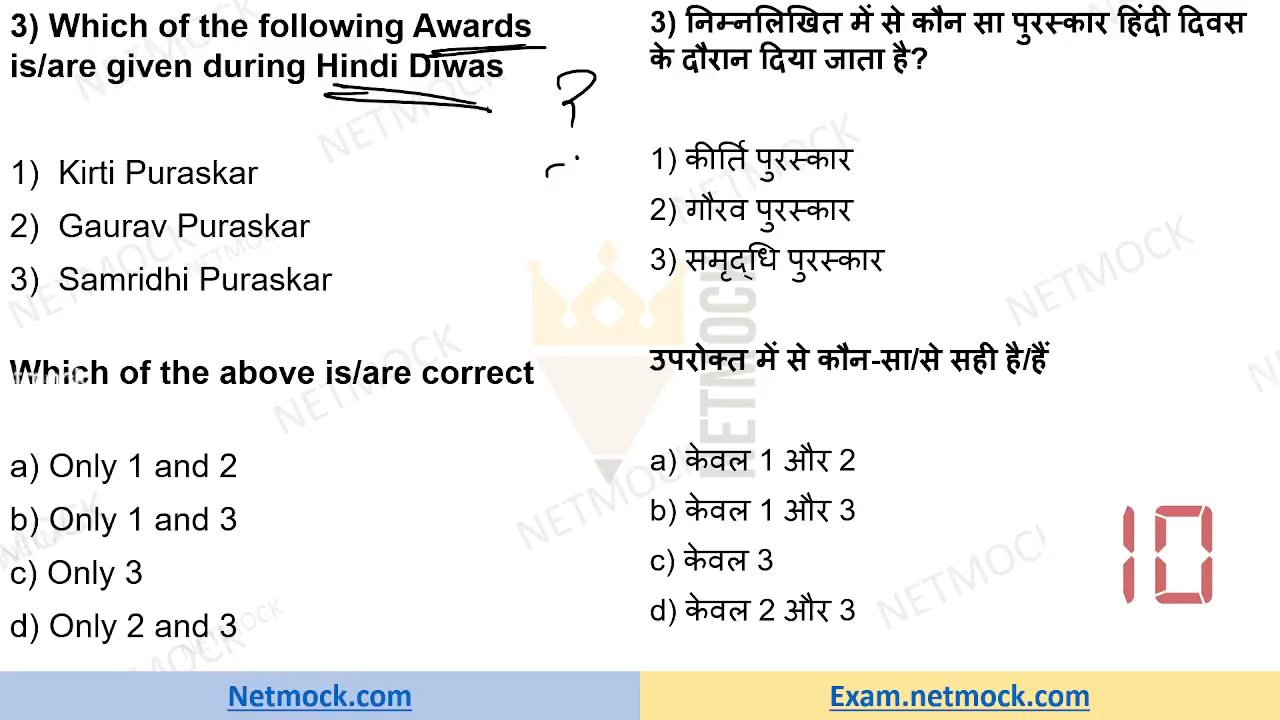 3) Which of the following Awards
is/are given during Hindi Diwas
?
1) Kirti Puraskar
2) Gaurav Puraskar
3) Samridhi Puraskar
Which of the above is/are correct
a) Only 1 and 2
b) Only 1 and 3
c) Only 3
d) Only 2 and 3
3) निम्नलिखित में से कौन सा पुरस्कार हिंदी दिवस
के दौरान दिया जाता है?
1) कीर्ति पुरस्कार
2) गौरव पुरस्कार
3) समृद्धि पुरस्कार
उपरोक्त में से कौन-सा/से सही है/हैं
a) केवल 1 और 2
b) केवल 1 और 3
c) केवल 3
d) केवल 2 और 3
10
NETMOCK
Netmock.com
Exam.netmock.com